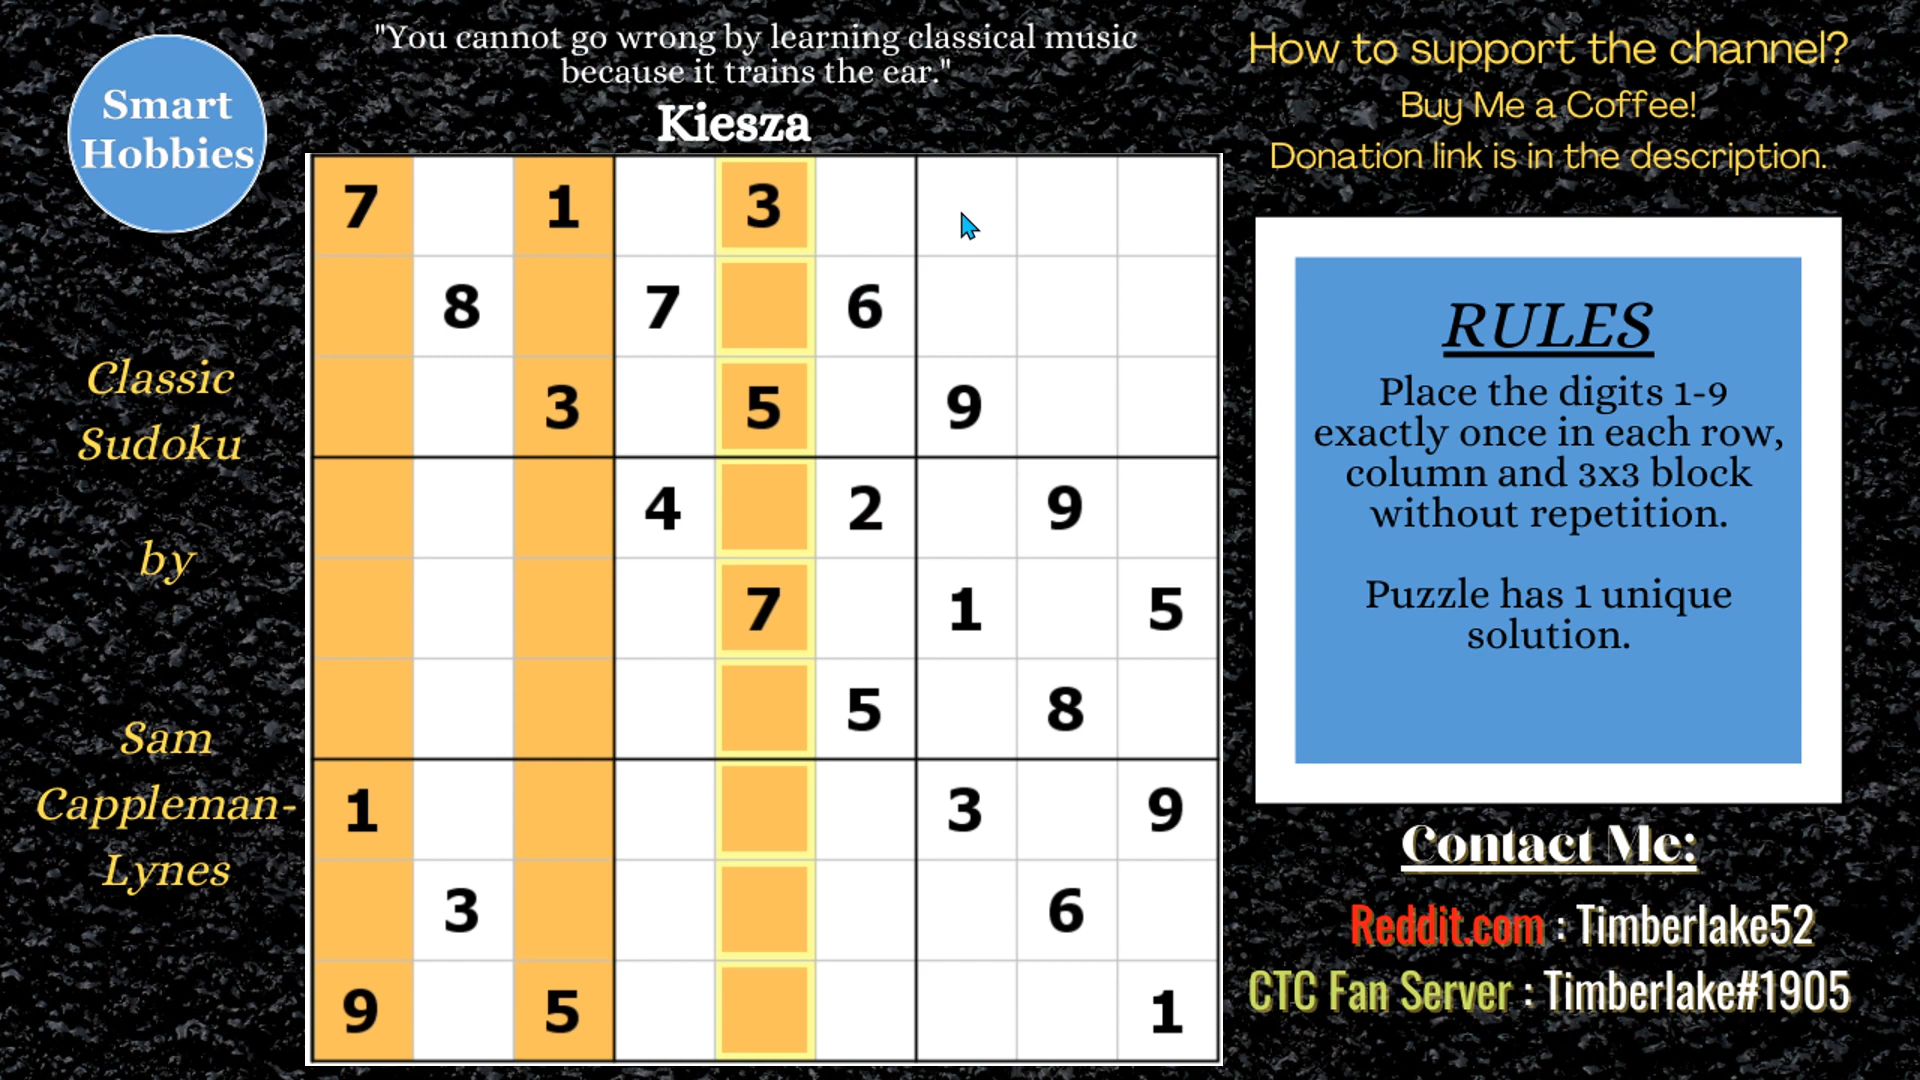 "You cannot go wrong by learning classical music
because it trains the ear."
Kiesza
Smart
Hobbies
Classic
Sudoku
by
Sam
Cappleman-
Lynes
7 1 3
8 7 6
3 5 9
4 2 9
7 1 5
5 8
1 3 9
3 6
9 5 1
How to support the channel?
Buy Me a Coffee!
Donation link is in the description.
RULES
Place the digits 1-9
exactly once in each row,
column and 3x3 block
without repetition.
Puzzle has 1 unique
solution.
Contact Me:
Reddit.com : Timberlake52
CTC Fan Server : Timberlake#1905